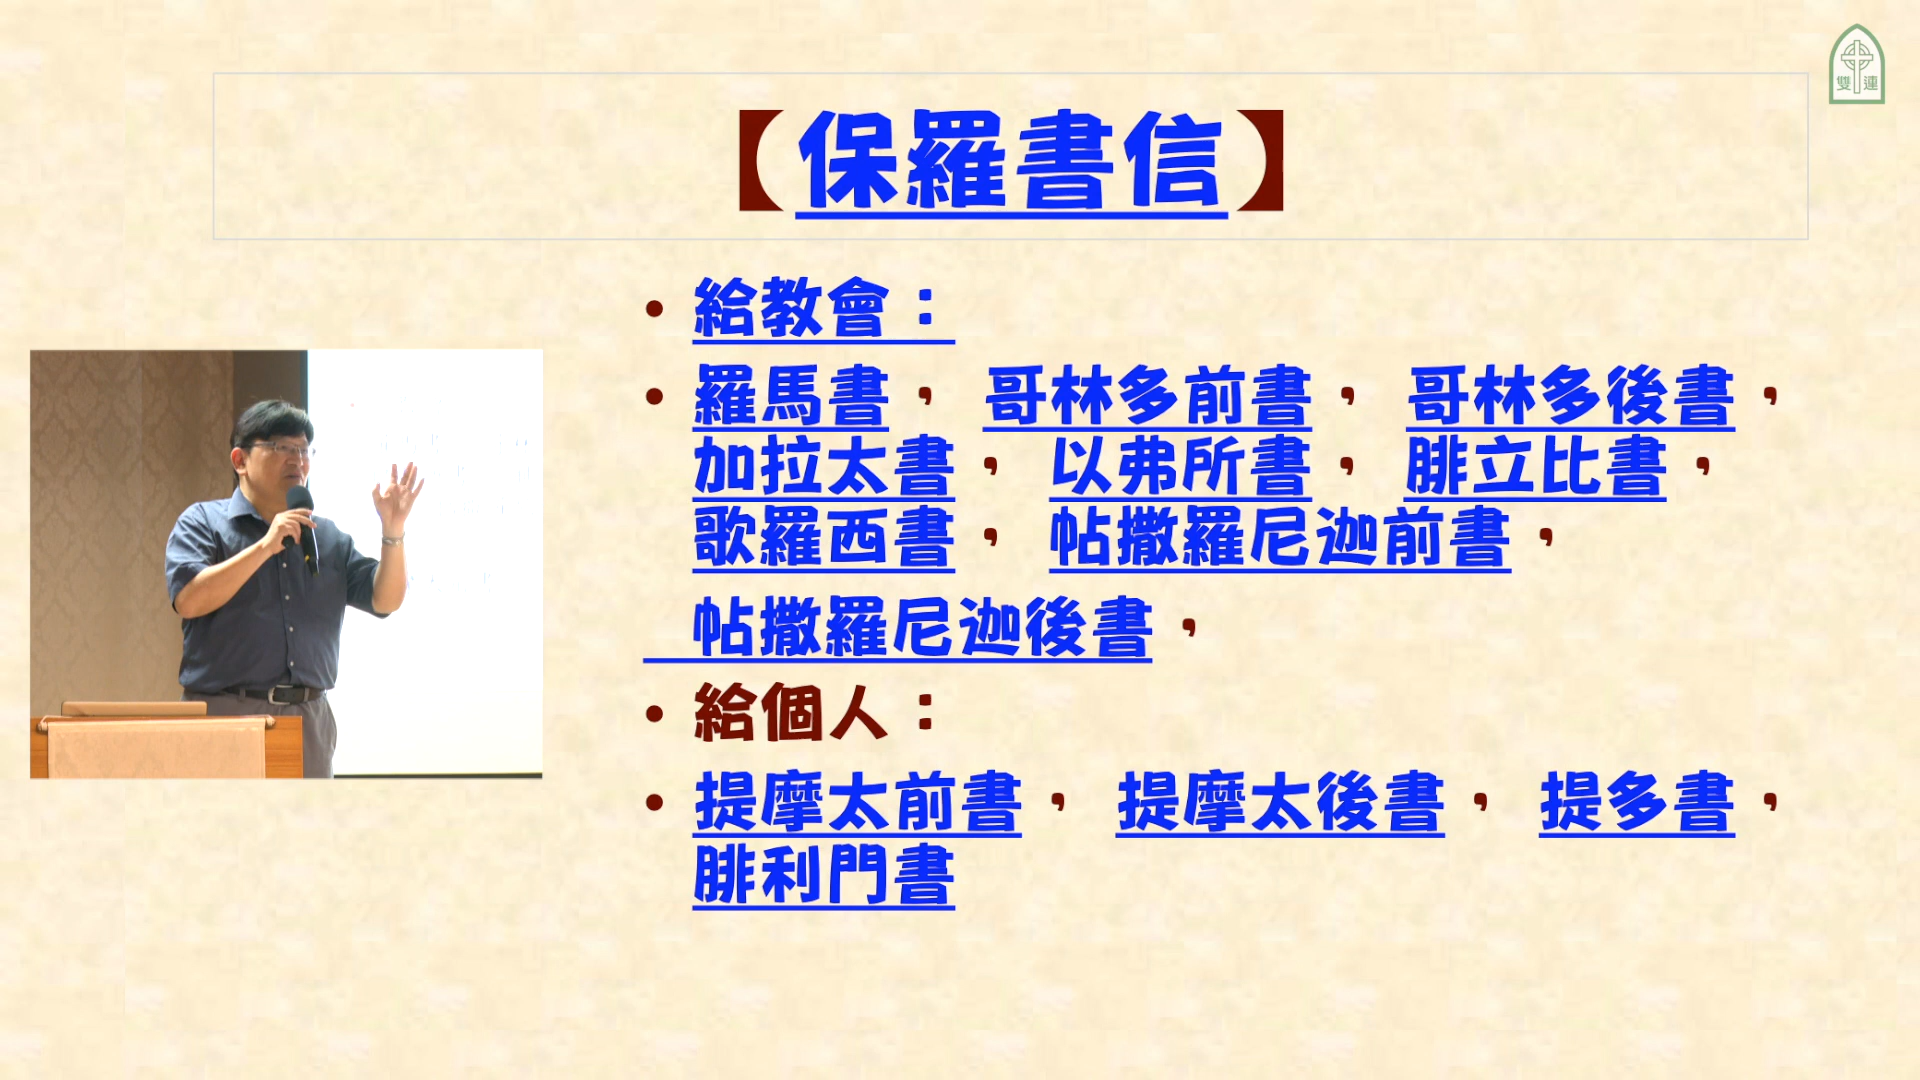 雙連
【保羅書信】
• 給教會：
• 羅馬書， 哥林多前書， 哥林多後書，
加拉太書， 以弗所書， 腓立比書，
歌羅西書， 帖撒羅尼迦前書，
帖撒羅尼迦後書，
• 給個人：
• 提摩太前書， 提摩太後書， 提多書，
腓利門書